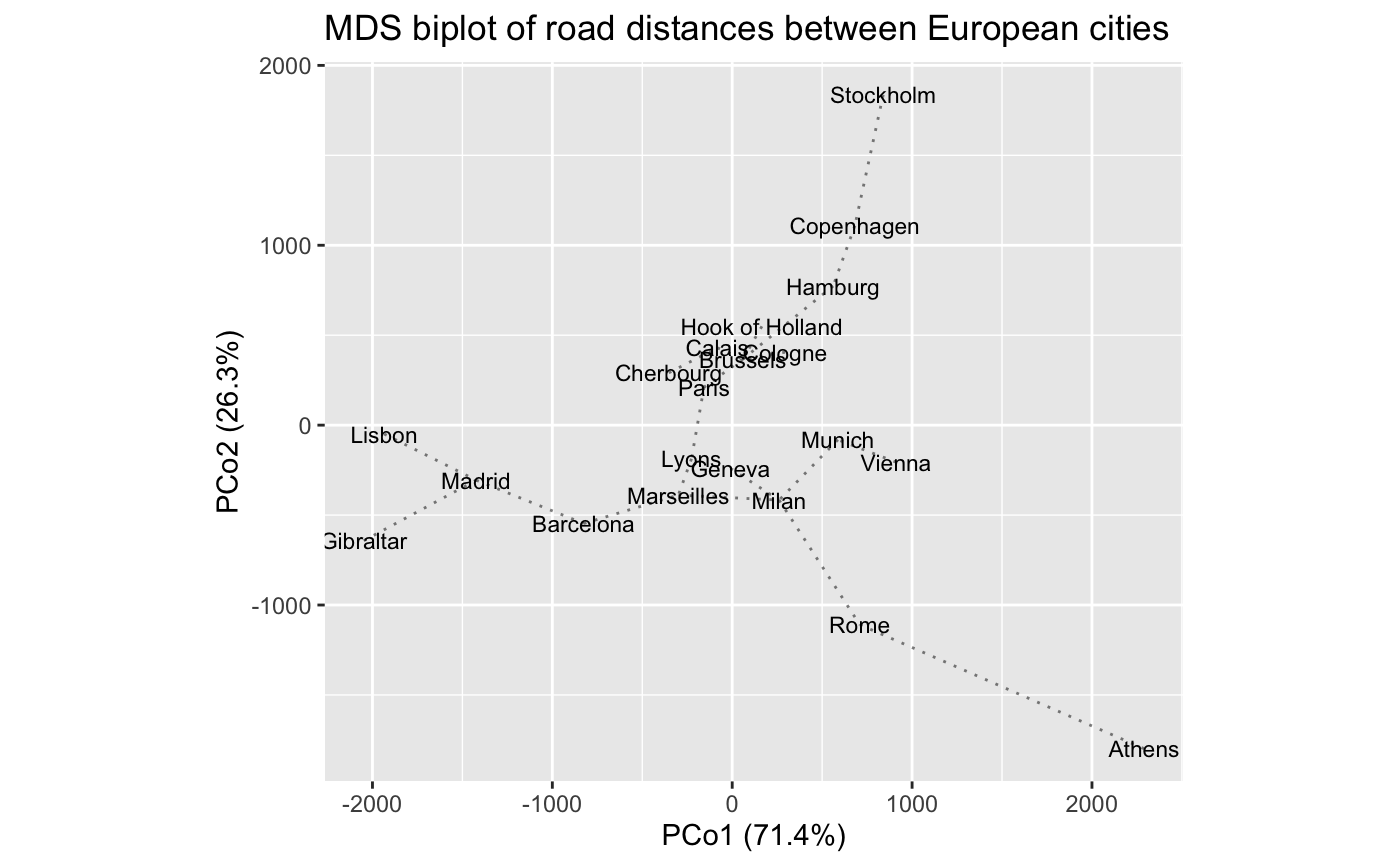 MDS biplot of road distances between European cities
2000
Stockholm
Copenhagen
1000
Hamburg
Hook of Holland
Calais
Cologne
Brussels
Cherbourg
Paris
PCo2 (26.3%)
0
Lisbon
Munich
Lyons
Vienna
Geneva
Madrid
Marseilles
Milan
Barcelona
Gibraltar
-1000
Rome
Athens
-2000
-1000
0
1000
2000
PCo1 (71.4%)